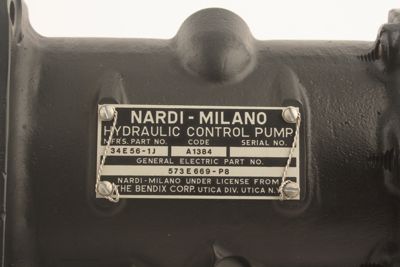 NARDI - MILANO
HYDRAULIC CONTROL PUMP
MFRS. PART NO. CODE SERIAL NO.
34E56-1J A1384
GENERAL ELECTRIC PART NO.
573E669-P8
NARDI-MILANO UNDER LICENSE FROM
THE BENDIX CORP. UTICA DIV. UTICA N.Y.